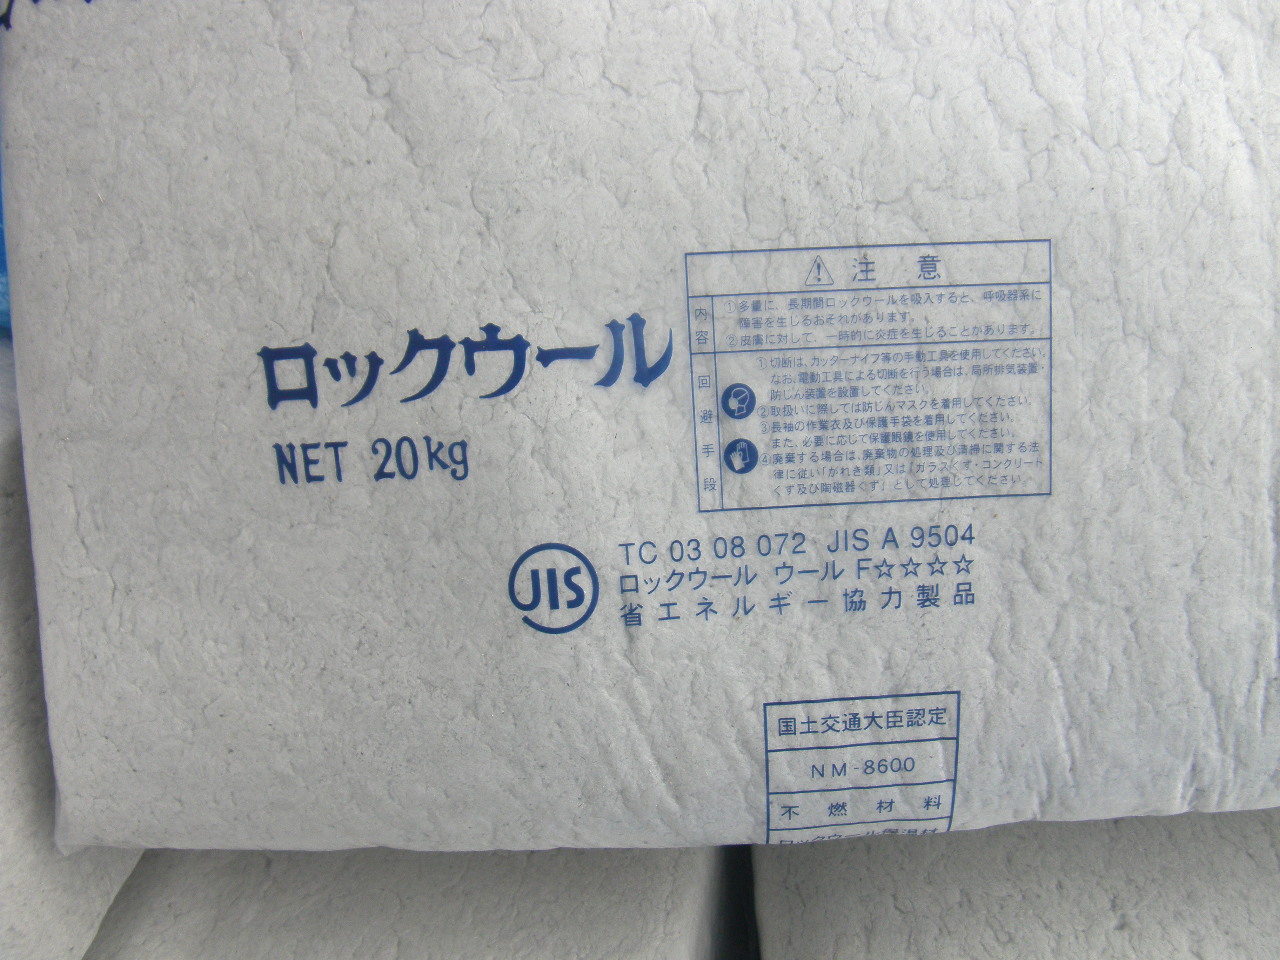 ロックウール
NET 20kg
⚠ 注 意
内容
①多量に、長期間ロックウールを吸入すると、呼吸器系に
障害を生じるおそれがあります。
②皮膚に対して、一時的に炎症を生じることがあります。
回避手段
①切断は、カッターナイフ等の手動工具を使用してください。
なお、電動工具による切断を行う場合は、局所排気装置・
防じん装置を設置してください。
②取扱いに際しては防じんマスクを着用してください。
③長袖の作業衣及び保護手袋を着用してください。
また、必要に応じて保護眼鏡を使用してください。
④廃棄する場合は、廃棄物の処理及び清掃に関する法
律に従い「がれき類」又は「ガラスくず・コンクリート
くず及び陶磁器くず」として処理してください
JIS
TC 03 08 072 JIS A 9504
ロックウール ウール F☆☆☆☆
省エネルギー協力製品
国土交通大臣認定
NM-8600
不燃材料
ロックウール保温材